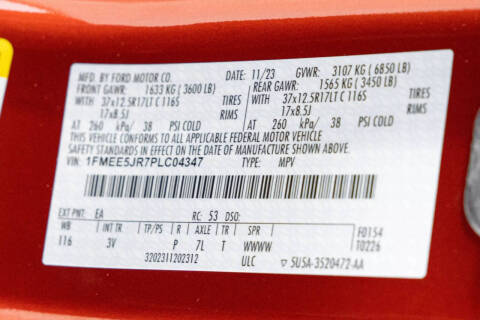 MFD. BY FORD MOTOR CO.
DATE: 11/23 GVWR: 3107 KG (6850 LB)
FRONT GAWR: 1633 KG (3600 LB) REAR GAWR: 1565 KG (3450 LB)
WITH 37x12.5R17LT C 116S TIRES WITH 37x12.5R17LT C 116S TIRES
17x8.5J RIMS 17x8.5J RIMS
AT 260 kPa/ 38 PSI COLD AT 260 kPa/ 38 PSI COLD
THIS VEHICLE CONFORMS TO ALL APPLICABLE FEDERAL MOTOR VEHICLE
SAFETY STANDARDS IN EFFECT ON THE DATE OF MANUFACTURE SHOWN ABOVE
VIN: 1FMEE5JR7PLC04347 TYPE: MPV
EXT PNT: EA RC: 53 DSO: F0154
WB INT TR TP/PS R AXLE TR SPR T0226
116 3V P 7L T WWWW
3202311202312 ULC ▽ 5U5A-3520472-AA